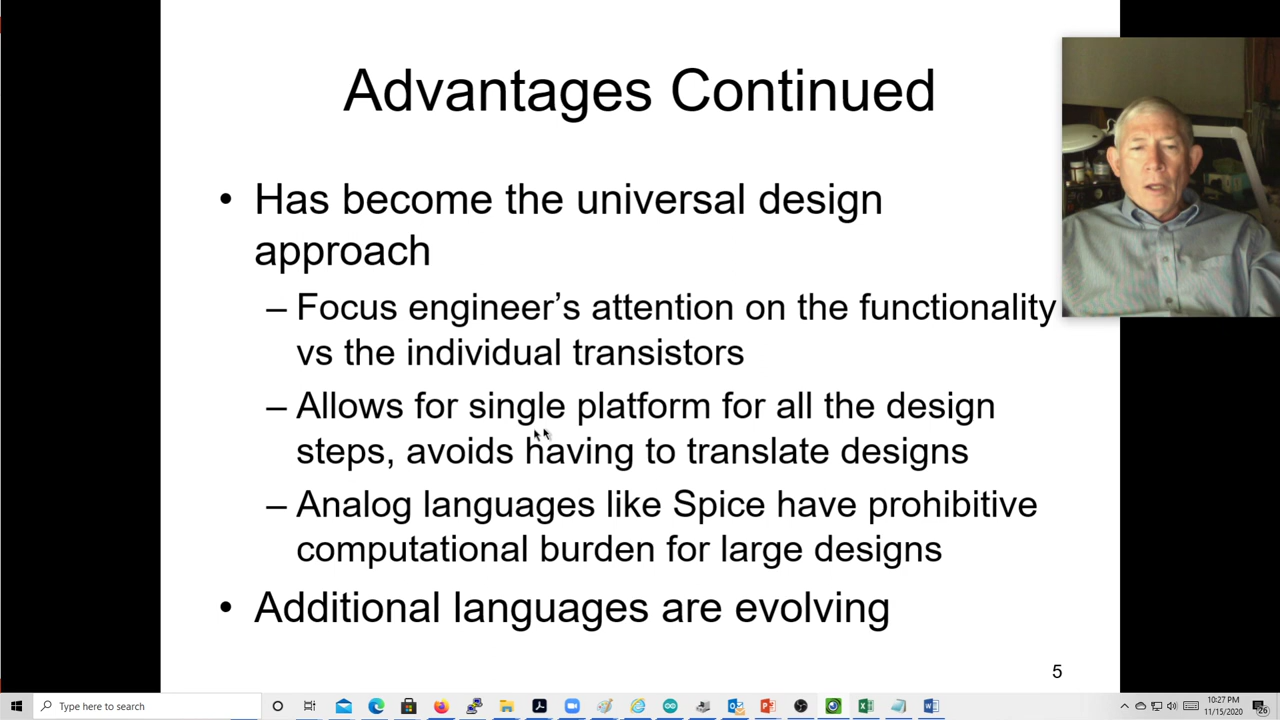 Advantages Continued
• Has become the universal design
approach
– Focus engineer’s attention on the functionality
vs the individual transistors
– Allows for single platform for all the design
steps, avoids having to translate designs
– Analog languages like Spice have prohibitive
computational burden for large designs
• Additional languages are evolving
5
Type here to search
10:27 PM
11/15/2020
26